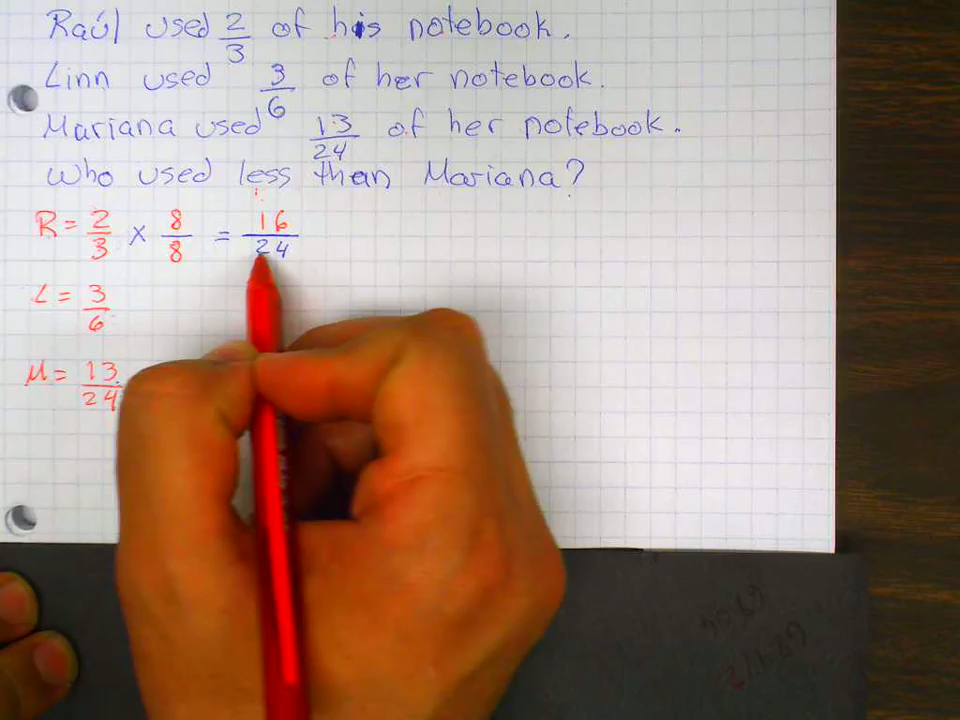 Raúl used 2/3 of his notebook.
Linn used 3/6 of her notebook.
Mariana used 13/24 of her notebook.
Who used less than Mariana?
R = 2/3 × 8/8 = 16/24
L = 3/6
M = 13/24